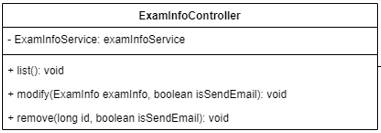 ExamInfoController
- ExamInfoService: examInfoService
+ list(): void
+ modify(ExamInfo examInfo, boolean isSendEmail): void
+ remove(long id, boolean isSendEmail): void